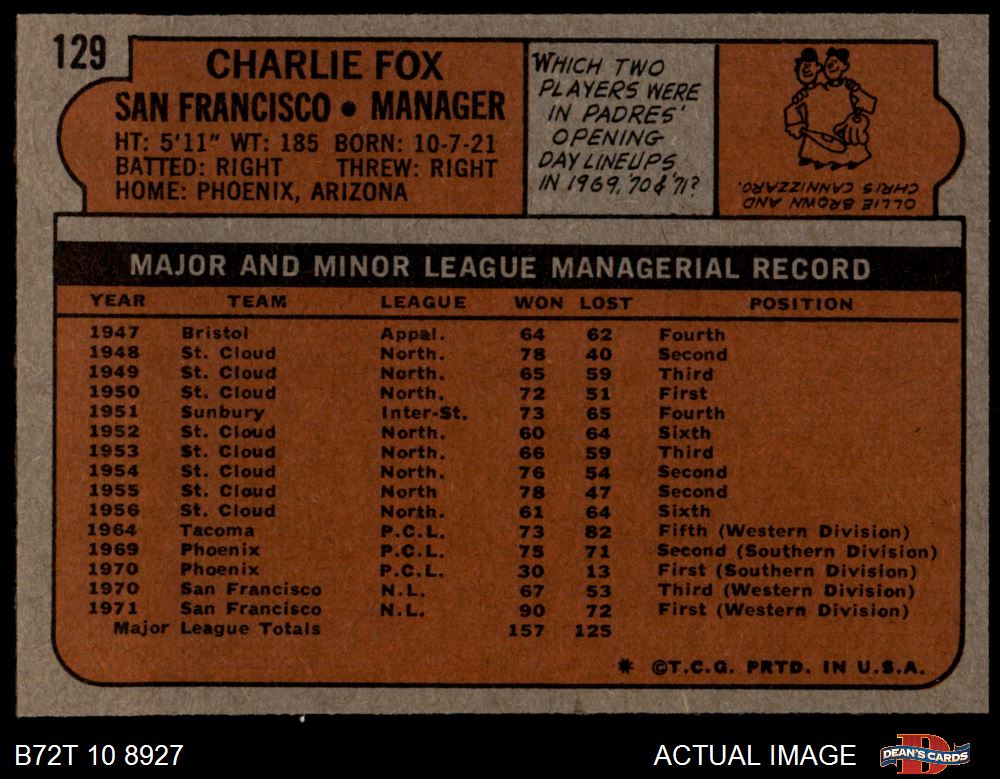 129
CHARLIE FOX
SAN FRANCISCO • MANAGER
HT: 5'11" WT: 185 BORN: 10-7-21
BATTED: RIGHT THREW: RIGHT
HOME: PHOENIX, ARIZONA
WHICH TWO
PLAYERS WERE
IN PADRES'
OPENING
DAY LINEUPS
IN 1969, '70 & '71?
OLLIE BROWN AND
CHRIS CANNIZZARO.
MAJOR AND MINOR LEAGUE MANAGERIAL RECORD
YEAR TEAM LEAGUE WON LOST POSITION
1947 Bristol Appal. 64 62 Fourth
1948 St. Cloud North. 78 40 Second
1949 St. Cloud North. 65 59 Third
1950 St. Cloud North. 72 51 First
1951 Sunbury Inter-St. 73 65 Fourth
1952 St. Cloud North. 60 64 Sixth
1953 St. Cloud North. 66 59 Third
1954 St. Cloud North. 76 54 Second
1955 St. Cloud North 78 47 Second
1956 St. Cloud North. 61 64 Sixth
1964 Tacoma P.C.L. 73 82 Fifth (Western Division)
1969 Phoenix P.C.L. 75 71 Second (Southern Division)
1970 Phoenix P.C.L. 30 13 First (Southern Division)
1970 San Francisco N.L. 67 53 Third (Western Division)
1971 San Francisco N.L. 90 72 First (Western Division)
Major League Totals 157 125
* ©T.C.G. PRTD. IN U.S.A.
B72T 10 8927 ACTUAL IMAGE DEAN'S CARDS